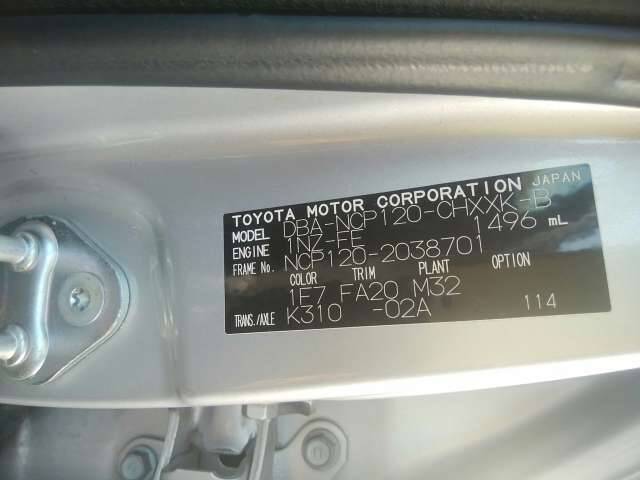 TOYOTA MOTOR CORPORATION JAPAN
MODEL DBA-NCP120-CHXXK-B
ENGINE 1NZ-FE 1496 mL
FRAME No. NCP120-2038701
COLOR TRIM PLANT OPTION
1E7 FA20 M32
TRANS./AXLE K310 -02A 114